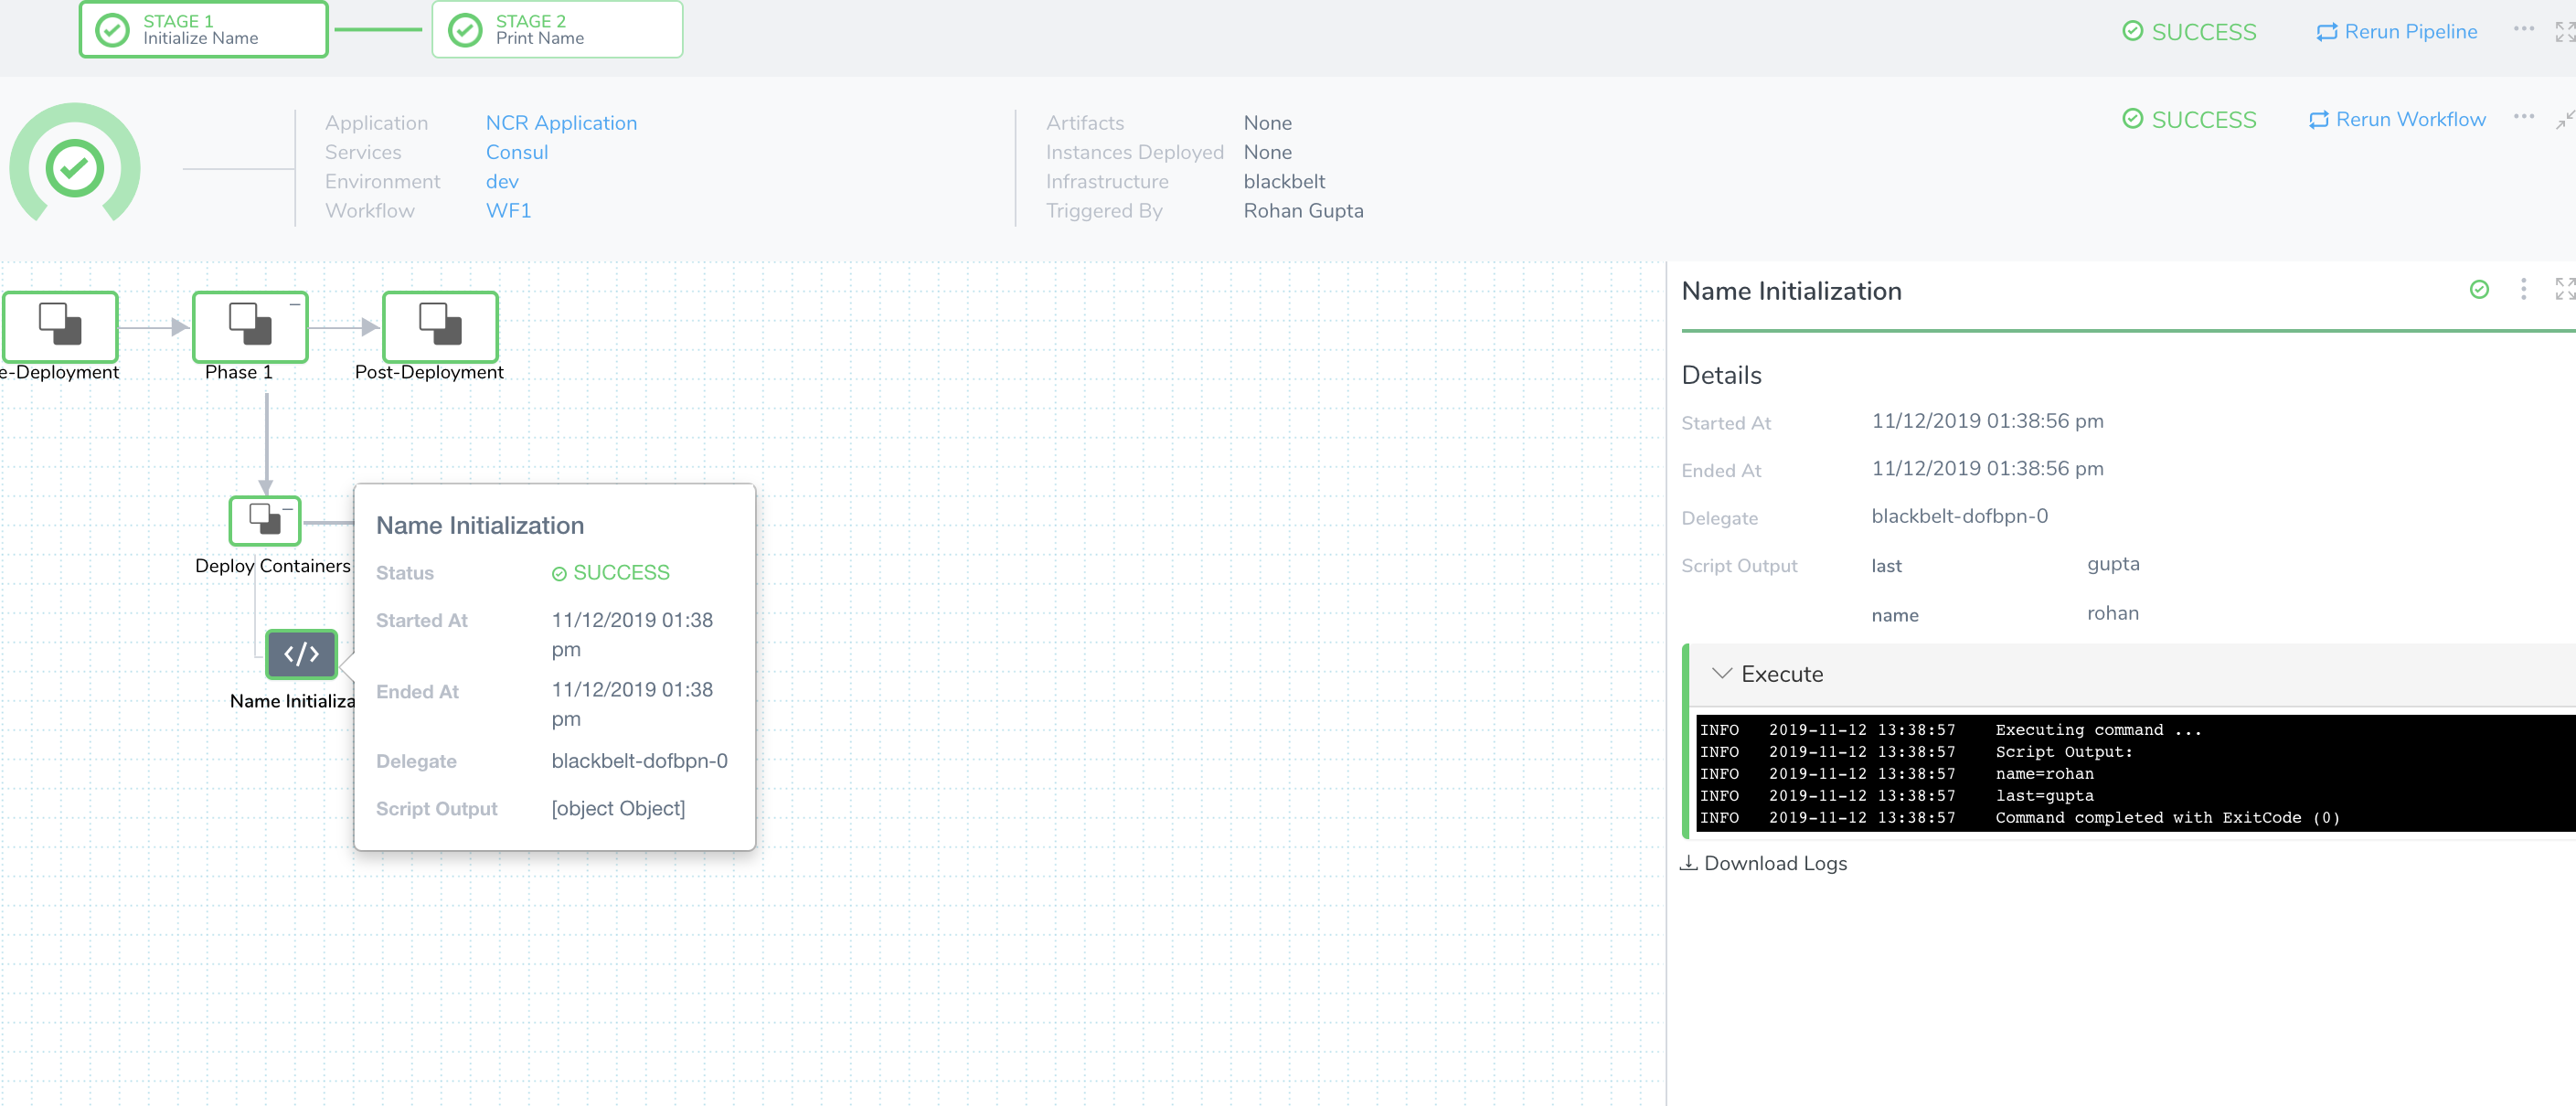 STAGE 1
Initialize Name
STAGE 2
Print Name
SUCCESS
Rerun Pipeline
Application NCR Application
Services Consul
Environment dev
Workflow WF1
Artifacts None
Instances Deployed None
Infrastructure blackbelt
Triggered By Rohan Gupta
SUCCESS
Rerun Workflow
e-Deployment
Phase 1
Post-Deployment
Deploy Containers
Name Initializa
Name Initialization
Status SUCCESS
Started At 11/12/2019 01:38
pm
Ended At 11/12/2019 01:38
pm
Delegate blackbelt-dofbpn-0
Script Output [object Object]
Name Initialization
Details
Started At 11/12/2019 01:38:56 pm
Ended At 11/12/2019 01:38:56 pm
Delegate blackbelt-dofbpn-0
Script Output last gupta
name rohan
Execute
INFO 2019-11-12 13:38:57 Executing command ...
INFO 2019-11-12 13:38:57 Script Output:
INFO 2019-11-12 13:38:57 name=rohan
INFO 2019-11-12 13:38:57 last=gupta
INFO 2019-11-12 13:38:57 Command completed with ExitCode (0)
Download Logs